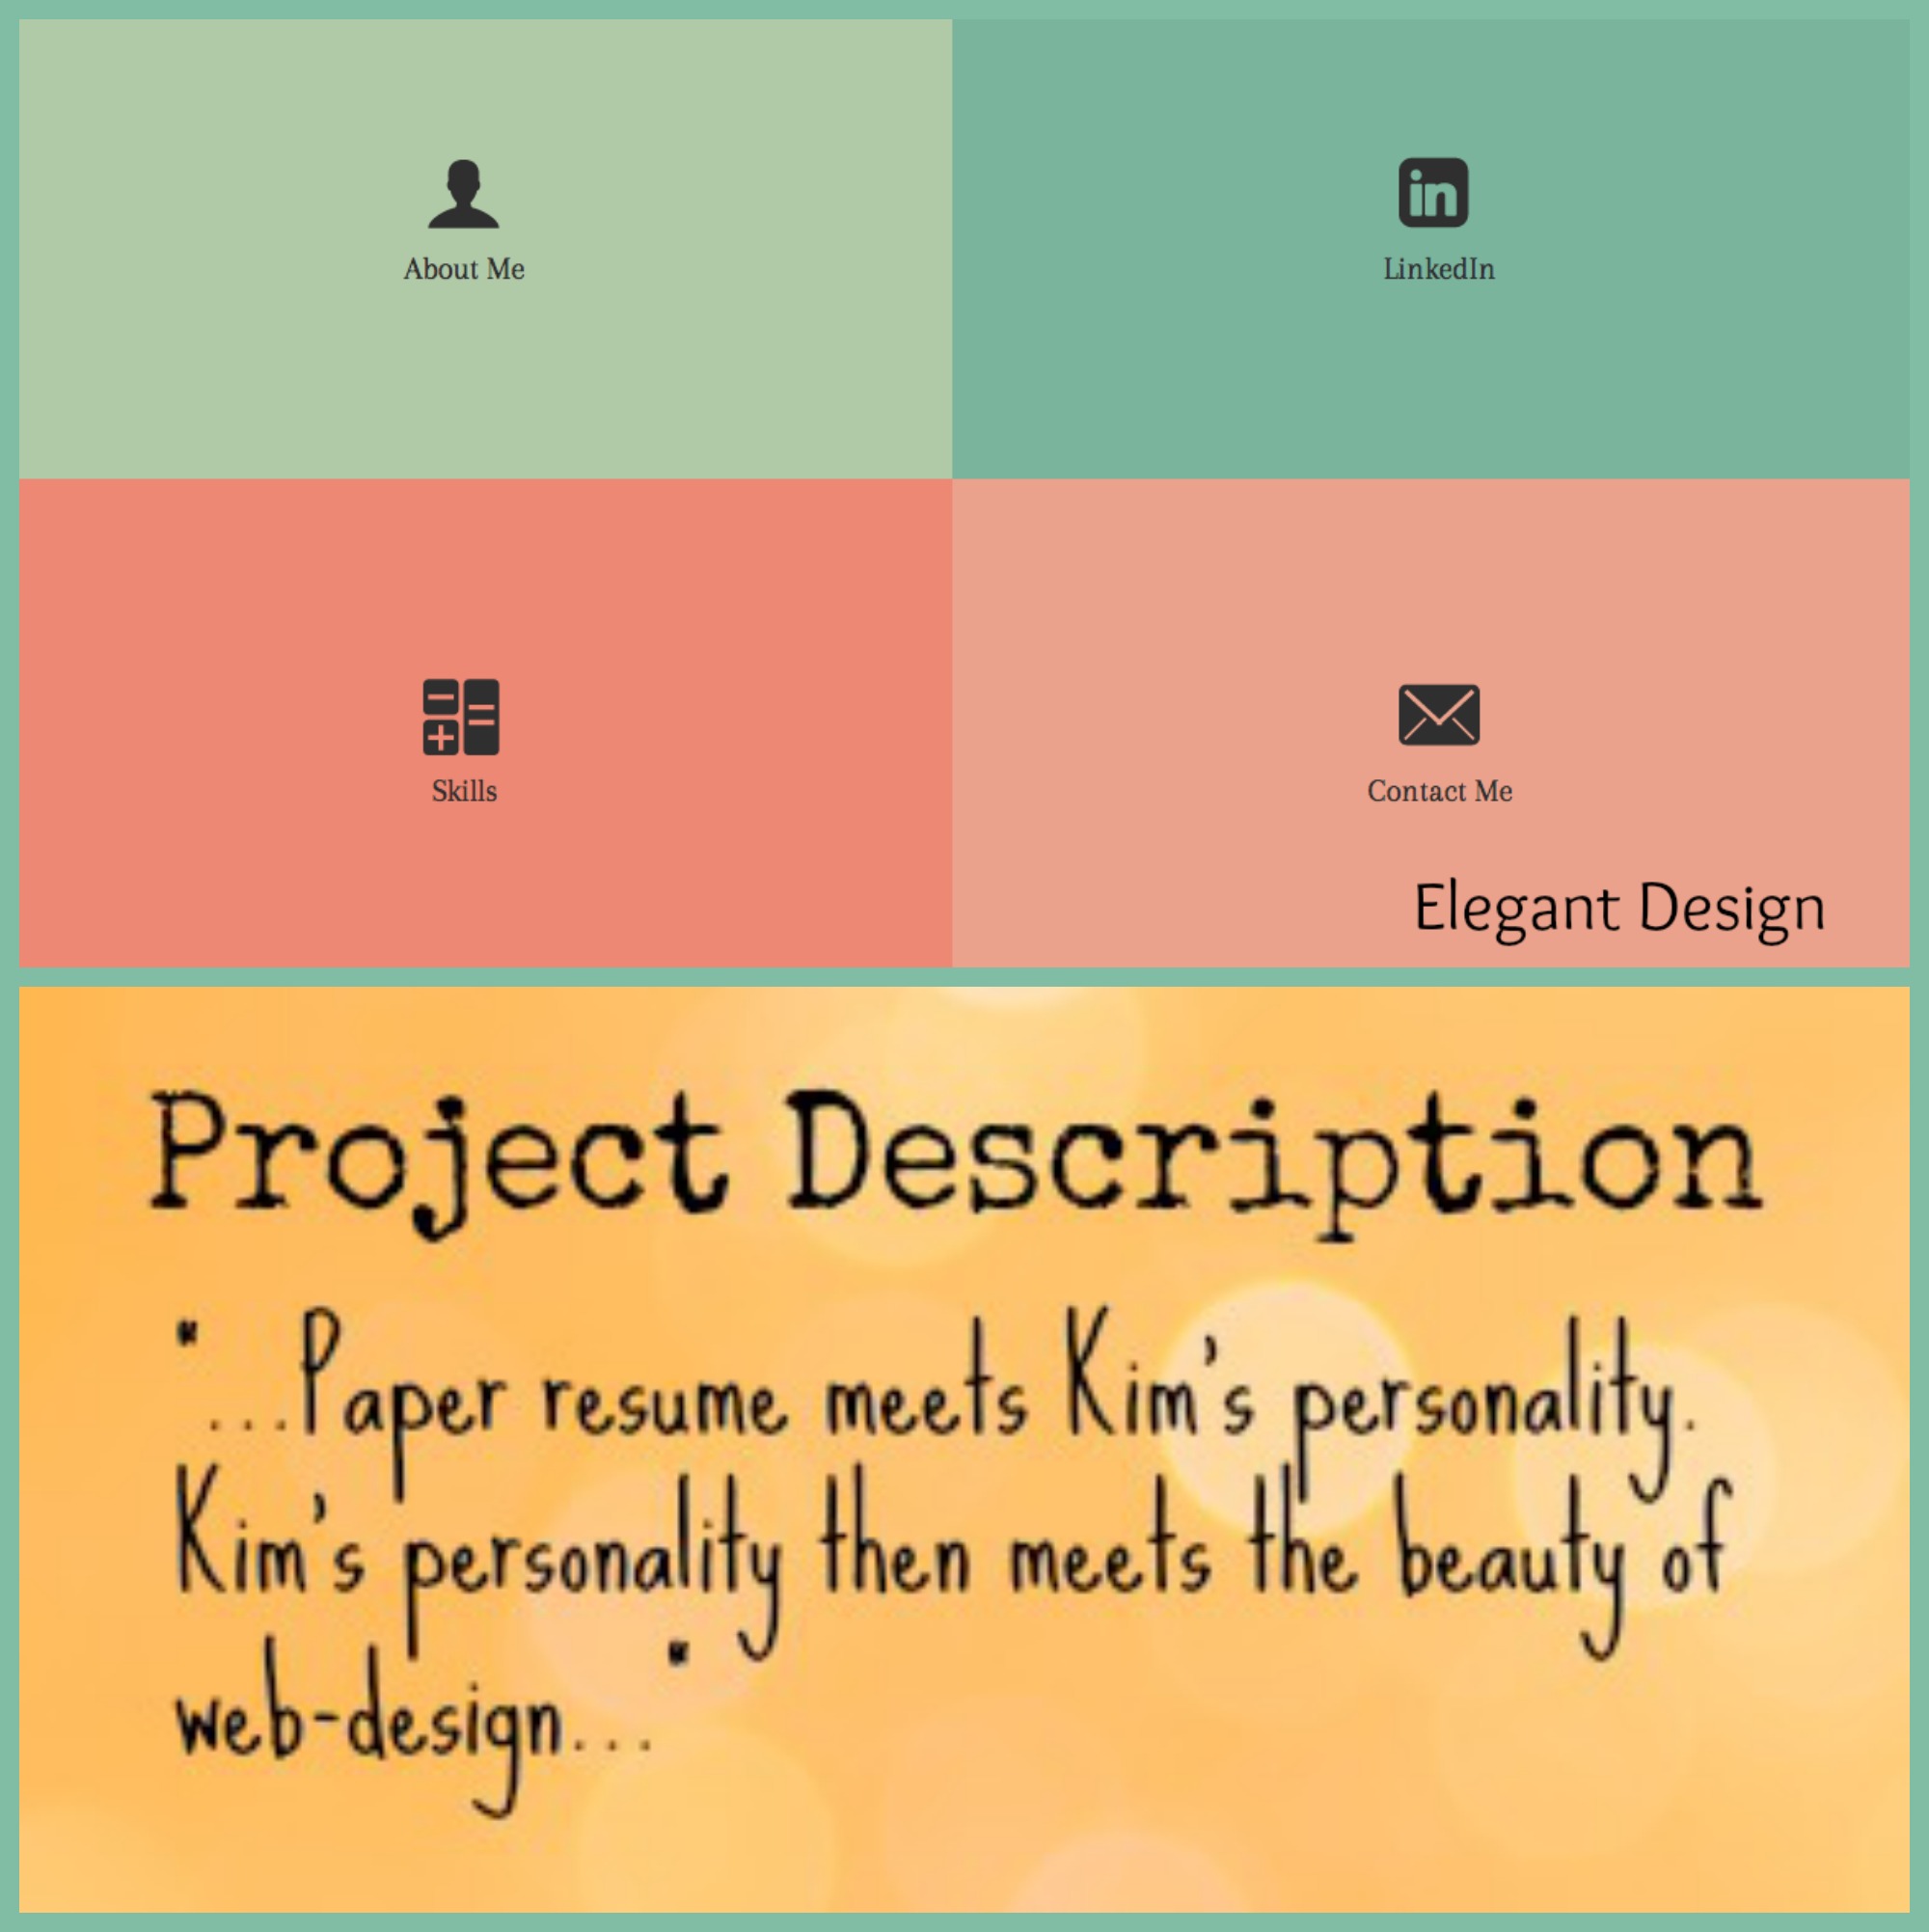 About Me
in
LinkedIn
Skills
Contact Me
Elegant Design
Project Description
"...Paper resume meets Kim's personality.
Kim's personality then meets the beauty of
web-design..."